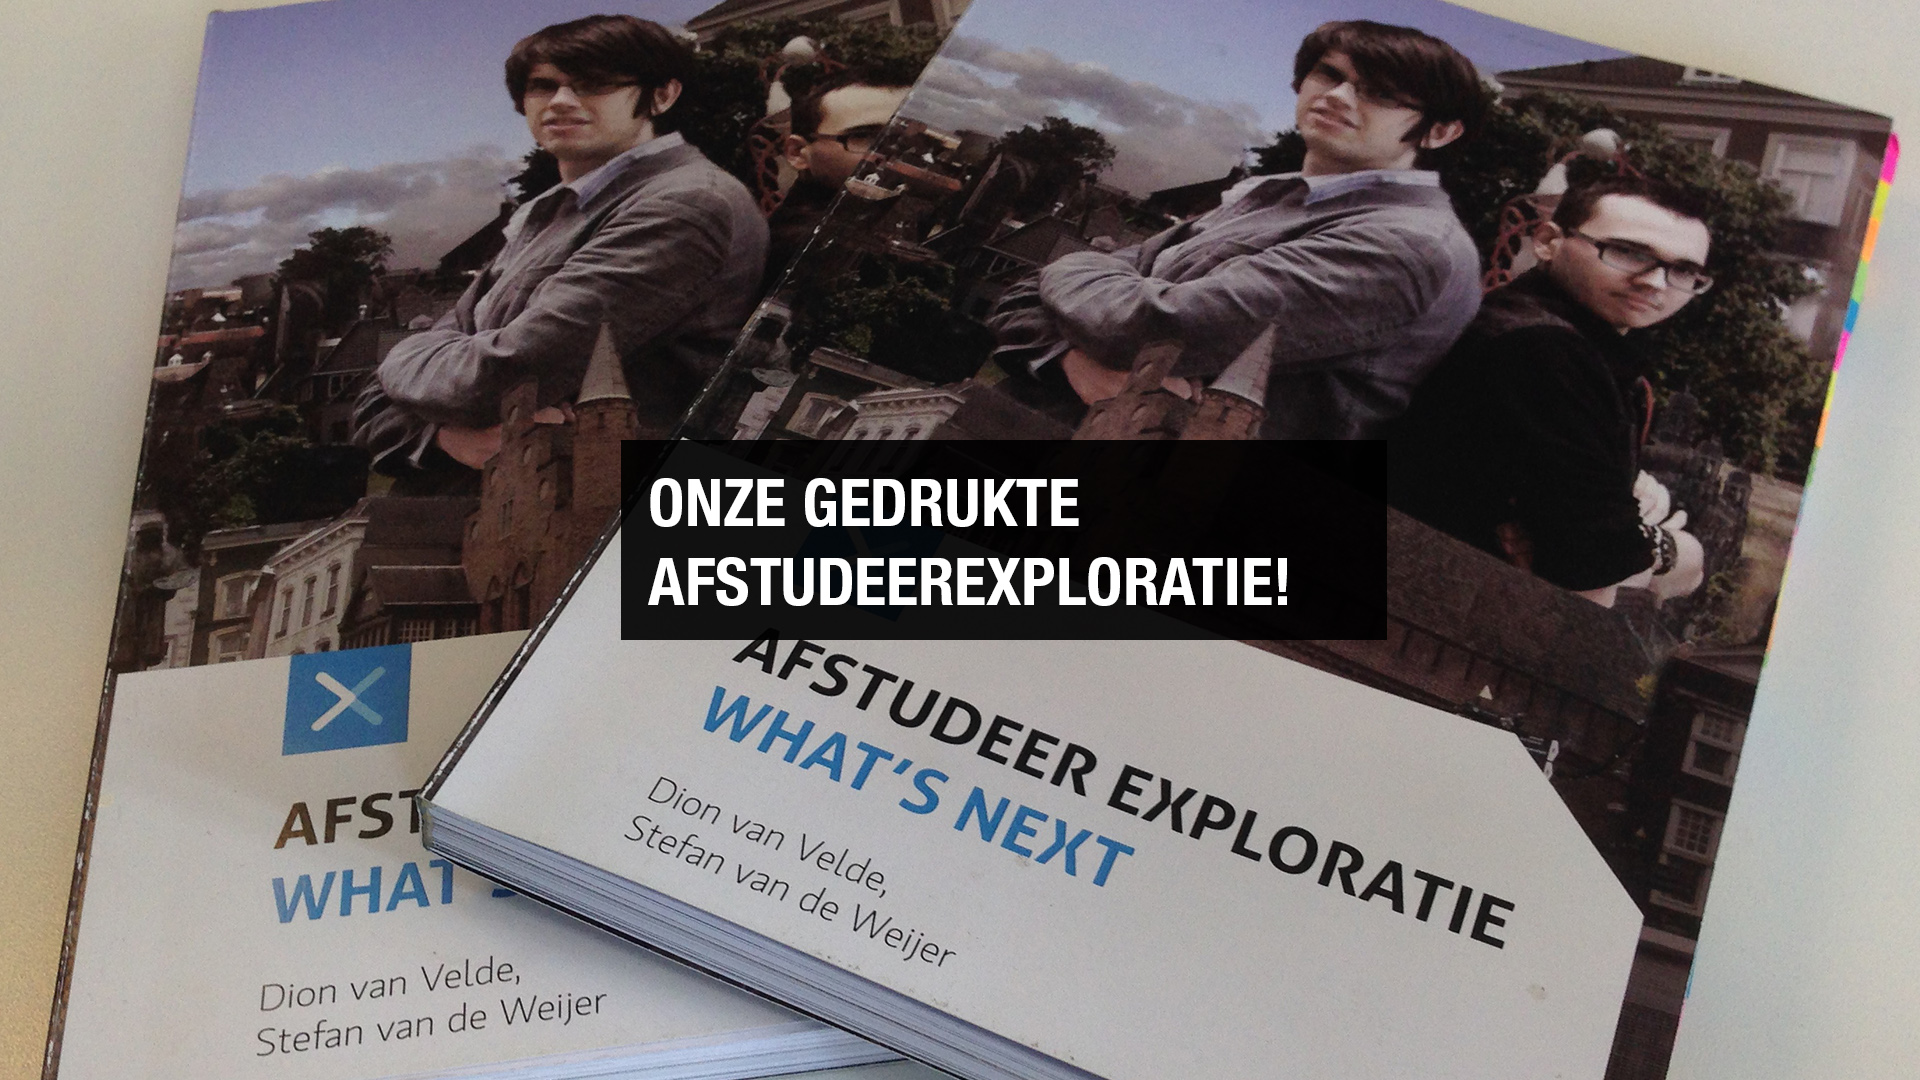 ONZE GEDRUKTE
AFSTUDEEREXPLORATIE!
AFSTUDEER EXPLORATIE
WHAT'S NEXT
Dion van Velde,
Stefan van de Weijer
AFST
WHAT'S
Dion van Velde,
Stefan van de Weijer